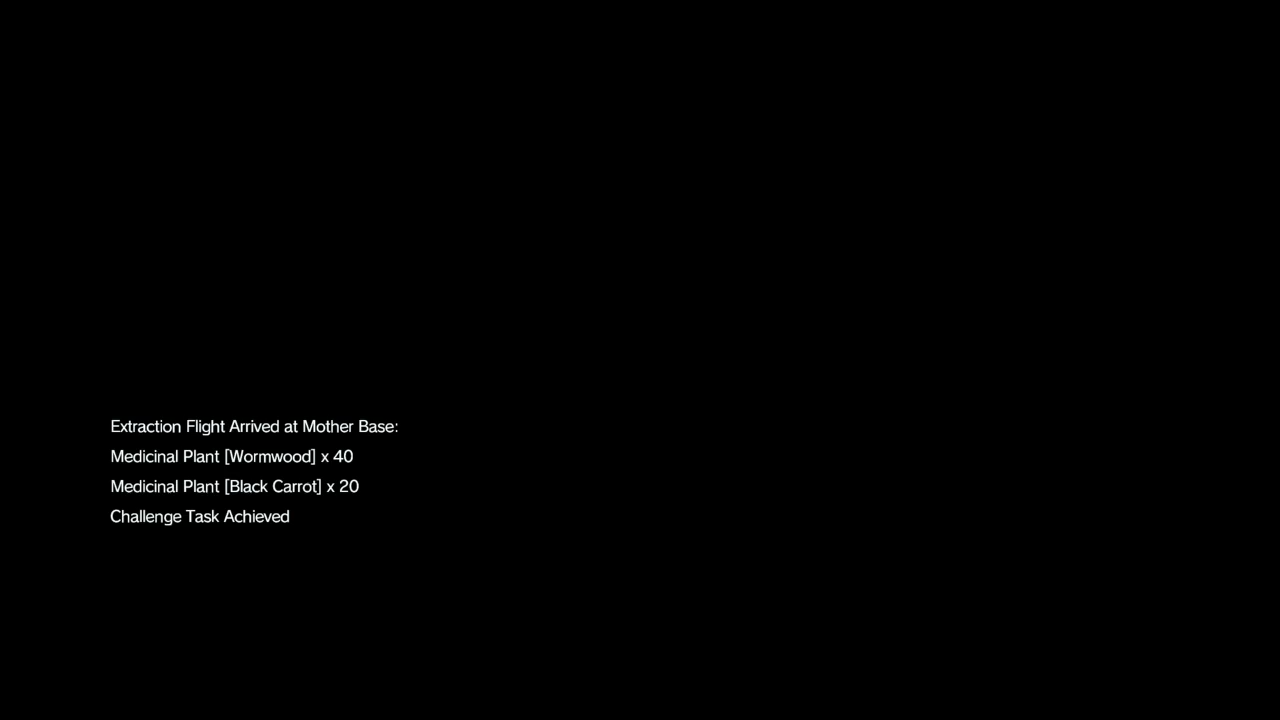 Extraction Flight Arrived at Mother Base:
Medicinal Plant [Wormwood] x 40
Medicinal Plant [Black Carrot] x 20
Challenge Task Achieved